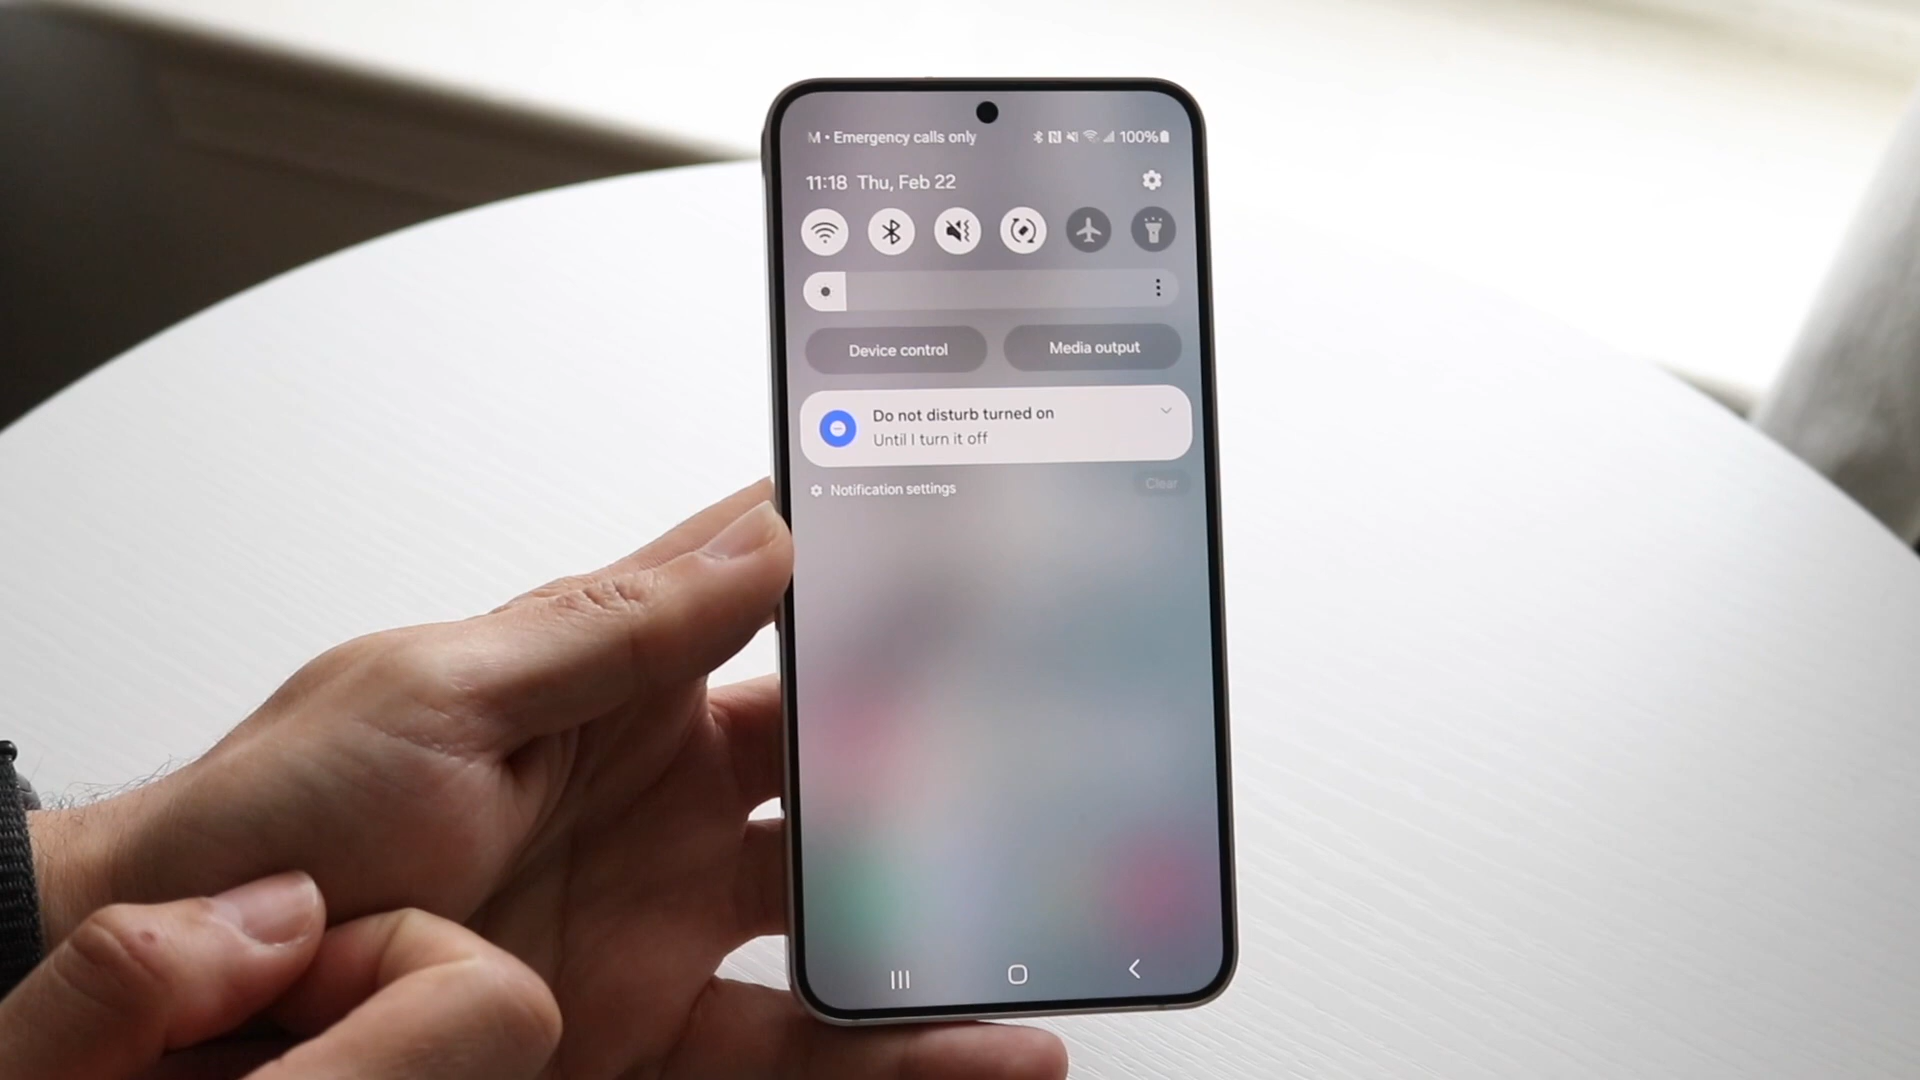 M • Emergency calls only 100%
11:18 Thu, Feb 22
Device control
Media output
Do not disturb turned on
Until I turn it off
Notification settings
Clear